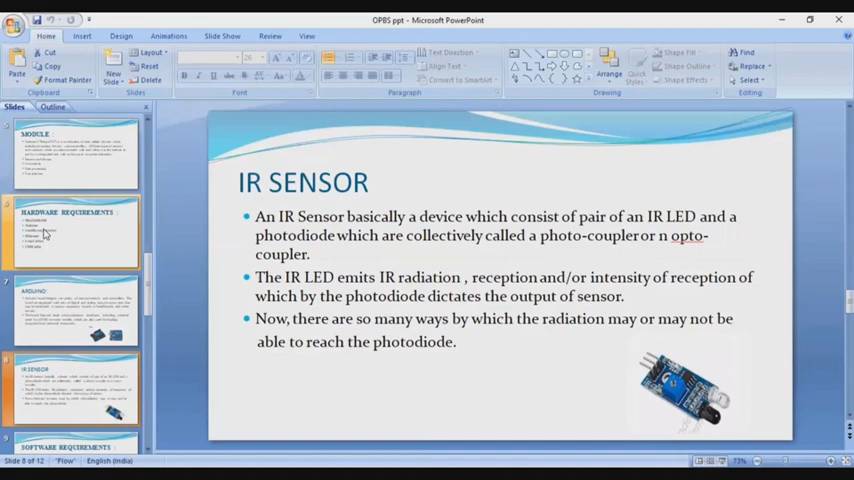 OPBS ppt - Microsoft PowerPoint
Home Insert Design Animations Slide Show Review View
Cut
Copy
Format Painter
Paste
Clipboard
New
Slide
Layout
Reset
Delete
Slides
26
B I U
Font
Text Direction
Align Text
Convert to SmartArt
Paragraph
Arrange
Quick
Styles
Shape Fill
Shape Outline
Shape Effects
Drawing
Find
Replace
Select
Editing
Slides Outline
MODULE :
HARDWARE REQUIREMENTS :
7
ARDUINO:
8
IR SENSOR
9
SOFTWARE REQUIREMENTS :
IR SENSOR
An IR Sensor basically a device which consist of pair of an IR LED and a
photodiode which are collectively called a photo-coupler or n opto-
coupler.
The IR LED emits IR radiation , reception and/or intensity of reception of
which by the photodiode dictates the output of sensor.
Now, there are so many ways by which the radiation may or may not be
able to reach the photodiode.
Slide 8 of 12 "Flow" English (India) 73%